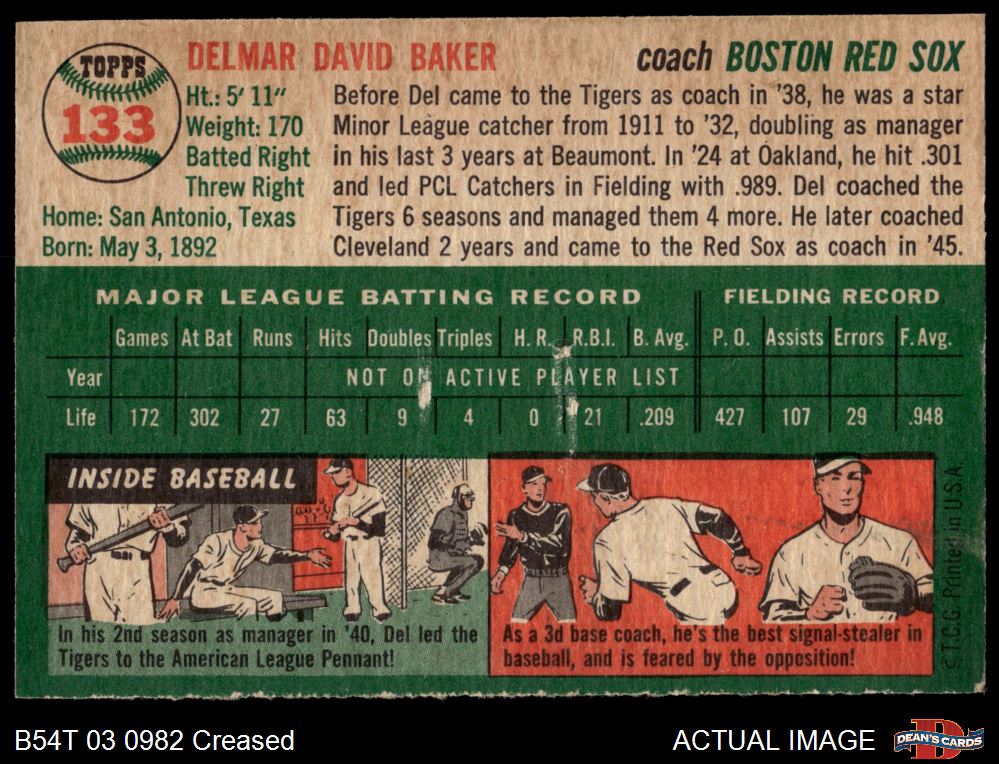 TOPPS
133
DELMAR DAVID BAKER
coach BOSTON RED SOX
Ht.: 5' 11"
Weight: 170
Batted Right
Threw Right
Home: San Antonio, Texas
Born: May 3, 1892
Before Del came to the Tigers as coach in '38, he was a star
Minor League catcher from 1911 to '32, doubling as manager
in his last 3 years at Beaumont. In '24 at Oakland, he hit .301
and led PCL Catchers in Fielding with .989. Del coached the
Tigers 6 seasons and managed them 4 more. He later coached
Cleveland 2 years and came to the Red Sox as coach in '45.
MAJOR LEAGUE BATTING RECORD FIELDING RECORD
Games At Bat Runs Hits Doubles Triples H. R. R.B.I. B. Avg. P. O. Assists Errors F. Avg.
Year NOT ON ACTIVE PLAYER LIST
Life 172 302 27 63 9 4 0 21 .209 427 107 29 .948
INSIDE BASEBALL
In his 2nd season as manager in '40, Del led the
Tigers to the American League Pennant!
As a 3d base coach, he's the best signal-stealer in
baseball, and is feared by the opposition!
© T.C.G. Printed in U.S.A.
B54T 03 0982 Creased
ACTUAL IMAGE
DEAN'S CARDS